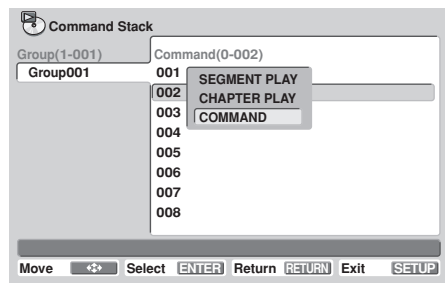 Command Stack
Group(1-001)
Group001
Command(0-002)
001
002
003
004
005
006
007
008
SEGMENT PLAY
CHAPTER PLAY
COMMAND
Move Select ENTER Return RETURN Exit SETUP